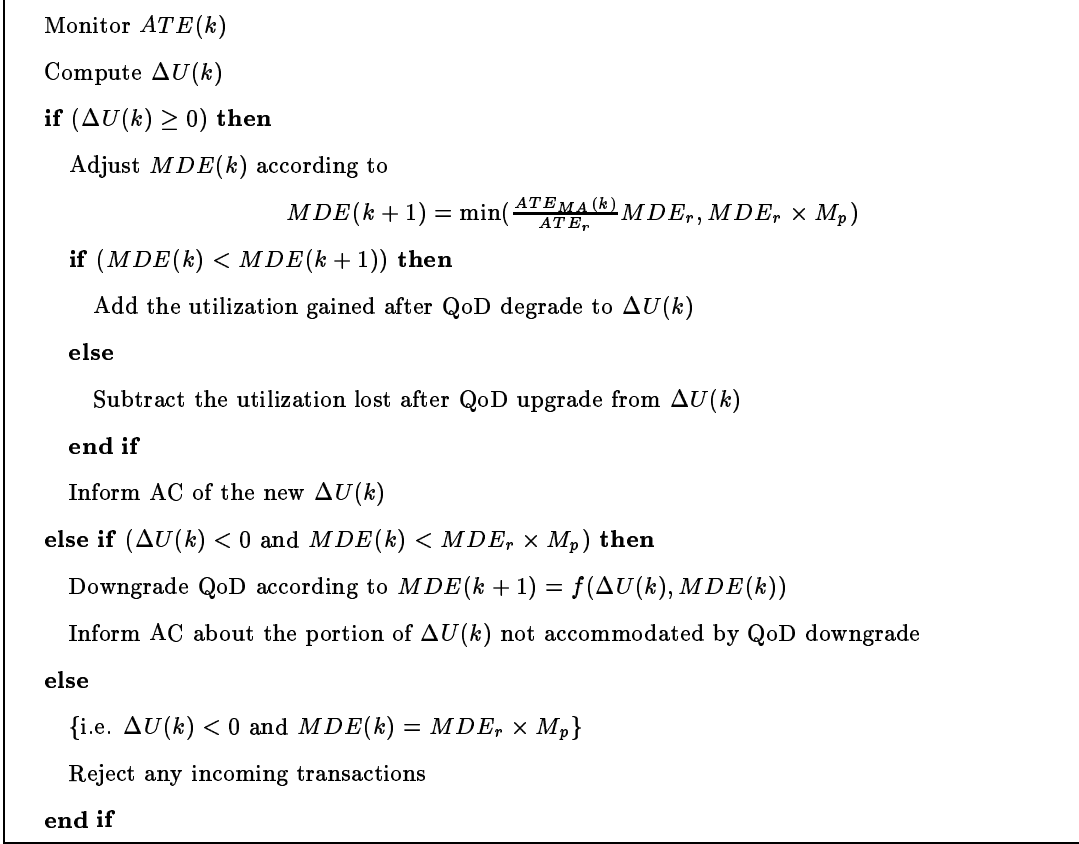 Monitor ATE(k)
Compute ΔU(k)
if (ΔU(k) ≥ 0) then
Adjust MDE(k) according to
MDE(k + 1) = min(\frac{ATE_{MA}(k)}{ATE_r} MDE_r, MDE_r × M_p)
if (MDE(k) < MDE(k + 1)) then
Add the utilization gained after QoD degrade to ΔU(k)
else
Subtract the utilization lost after QoD upgrade from ΔU(k)
end if
Inform AC of the new ΔU(k)
else if (ΔU(k) < 0 and MDE(k) < MDE_r × M_p) then
Downgrade QoD according to MDE(k + 1) = f(ΔU(k), MDE(k))
Inform AC about the portion of ΔU(k) not accommodated by QoD downgrade
else
{i.e. ΔU(k) < 0 and MDE(k) = MDE_r × M_p}
Reject any incoming transactions
end if